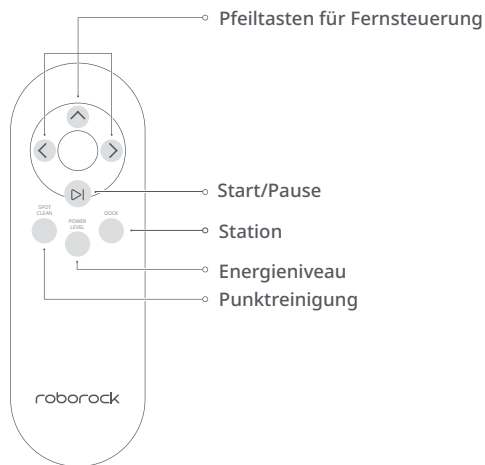 Pfeiltasten für Fernsteuerung
Start/Pause
SPOT
CLEAN
POWER
LEVEL
DOCK
Station
Energieniveau
Punktreinigung
roborock